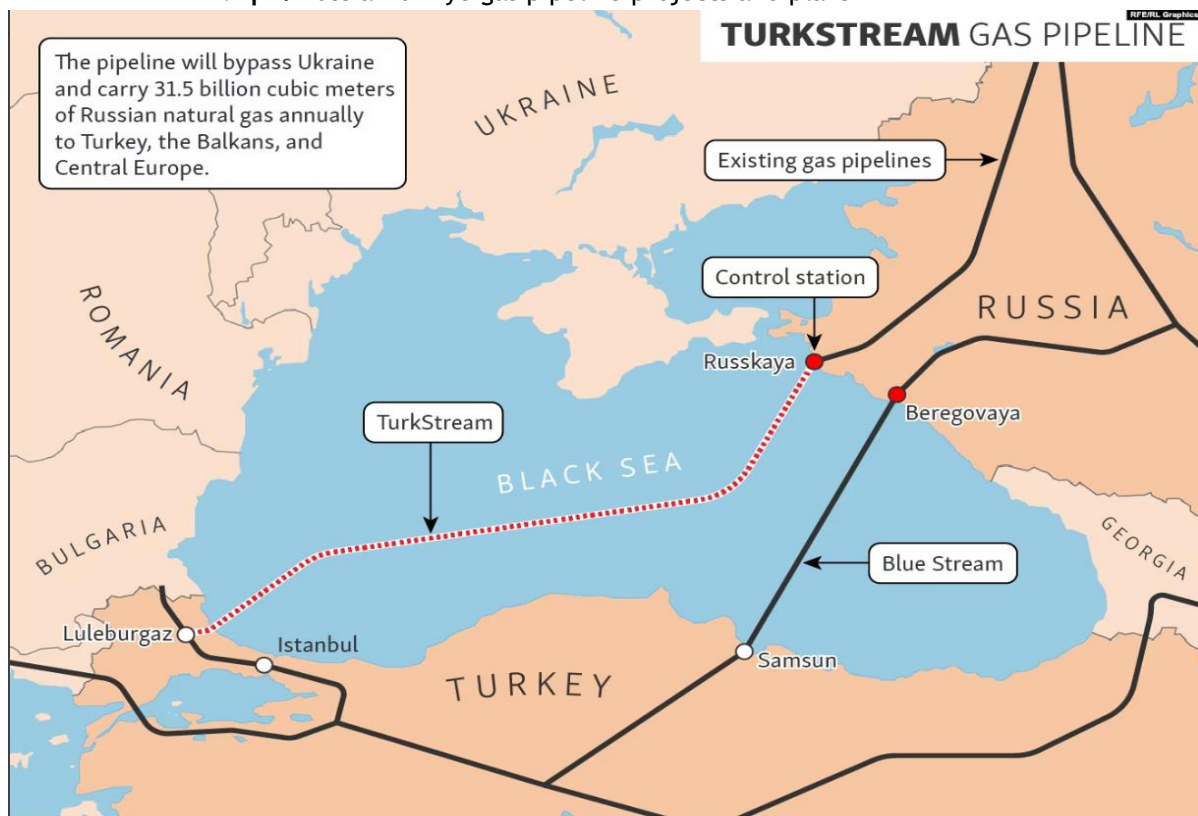 RFE/RL Graphics
TURKSTREAM GAS PIPELINE
The pipeline will bypass Ukraine
and carry 31.5 billion cubic meters
of Russian natural gas annually
to Turkey, the Balkans, and
Central Europe.
UKRAINE
Existing gas pipelines
Control station
ROMANIA
RUSSIA
Russkaya
Beregovaya
TurkStream
BLACK SEA
BULGARIA
GEORGIA
Blue Stream
Luleburgaz
Istanbul
Samsun
TURKEY